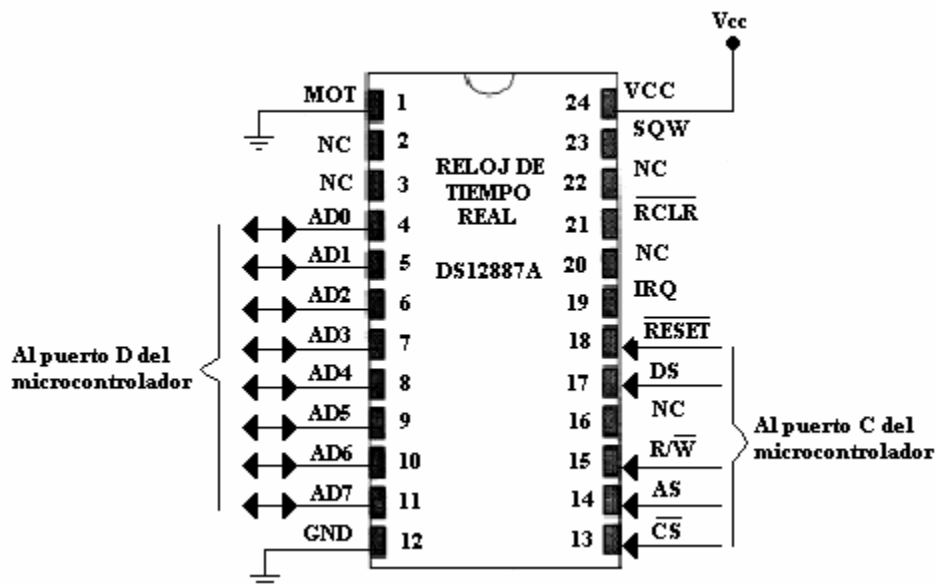 Vcc
MOT 1 24 VCC
NC 2 23 SQW
NC 3 22 NC
RELOJ DE
TIEMPO
REAL
AD0 4 21 RCLR
AD1 5 20 NC
DS12887A
AD2 6 19 IRQ
AD3 7 18 RESET
Al puerto D del
microcontrolador
AD4 8 17 DS
AD5 9 16 NC
Al puerto C del
microcontrolador
AD6 10 15 R/W
AD7 11 14 AS
GND 12 13 CS